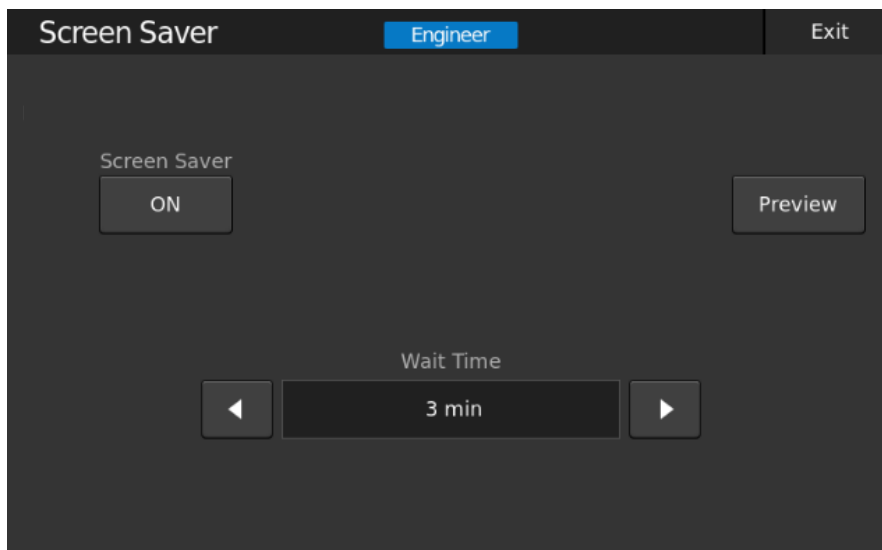 Screen Saver Engineer Exit
Screen Saver
ON
Preview
Wait Time
3 min